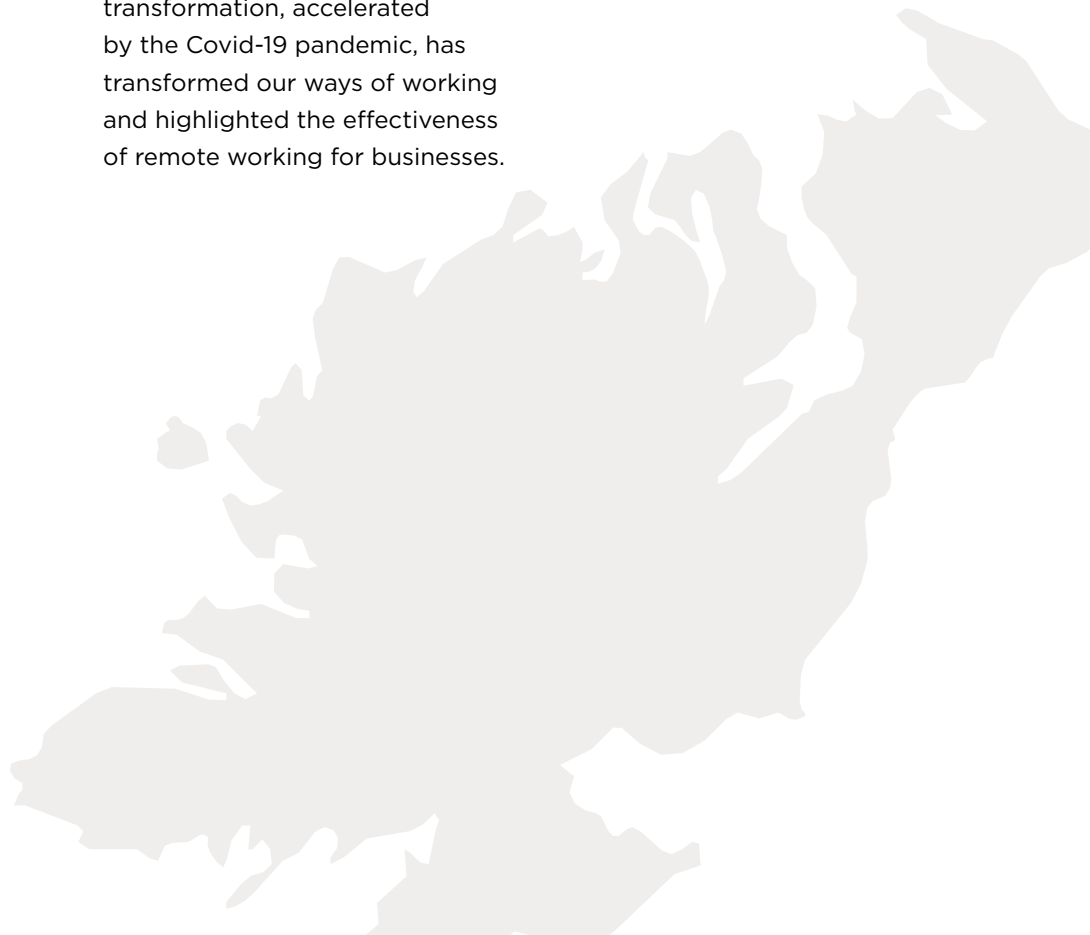 transformation, accelerated
by the Covid-19 pandemic, has
transformed our ways of working
and highlighted the effectiveness
of remote working for businesses.